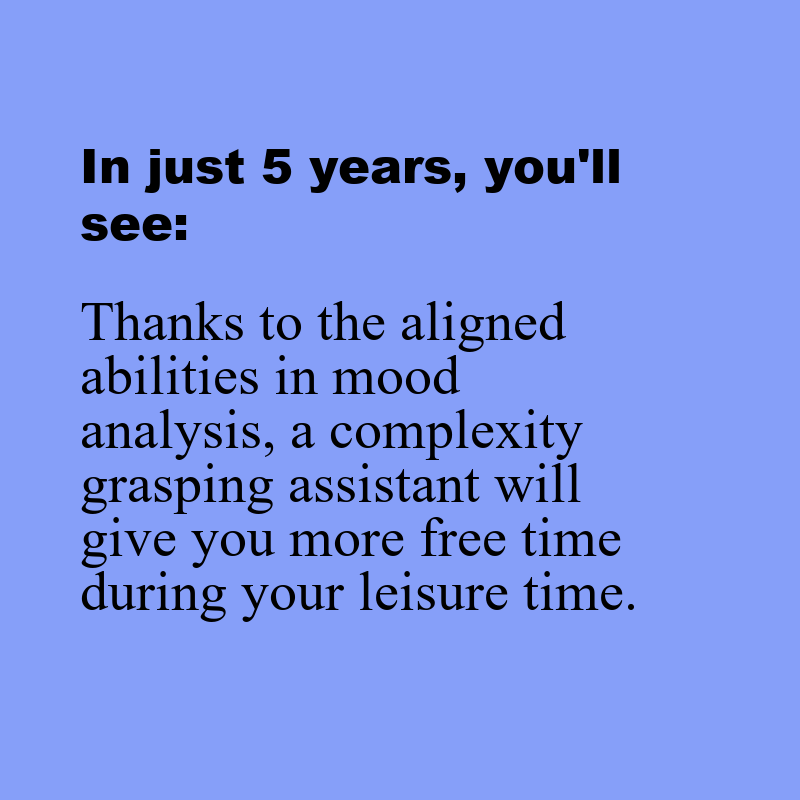 In just 5 years, you'll
see:
Thanks to the aligned
abilities in mood
analysis, a complexity
grasping assistant will
give you more free time
during your leisure time.